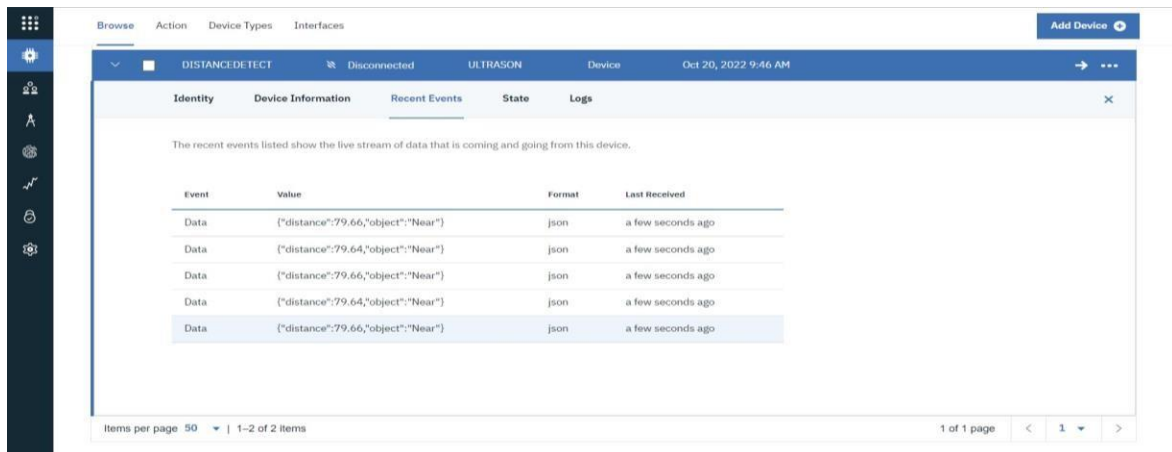 Browse Action Device Types Interfaces Add Device
DISTANCEDETECT Disconnected ULTRASON Device Oct 20, 2022 9:46 AM
Identity Device Information Recent Events State Logs
The recent events listed show the live stream of data that is coming and going from this device.
Event Value Format Last Received
Data {"distance":79.66,"object":"Near"} json a few seconds ago
Data {"distance":79.64,"object":"Near"} json a few seconds ago
Data {"distance":79.66,"object":"Near"} json a few seconds ago
Data {"distance":79.64,"object":"Near"} json a few seconds ago
Data {"distance":79.66,"object":"Near"} json a few seconds ago
Items per page 50 | 1–2 of 2 items 1 of 1 page 1